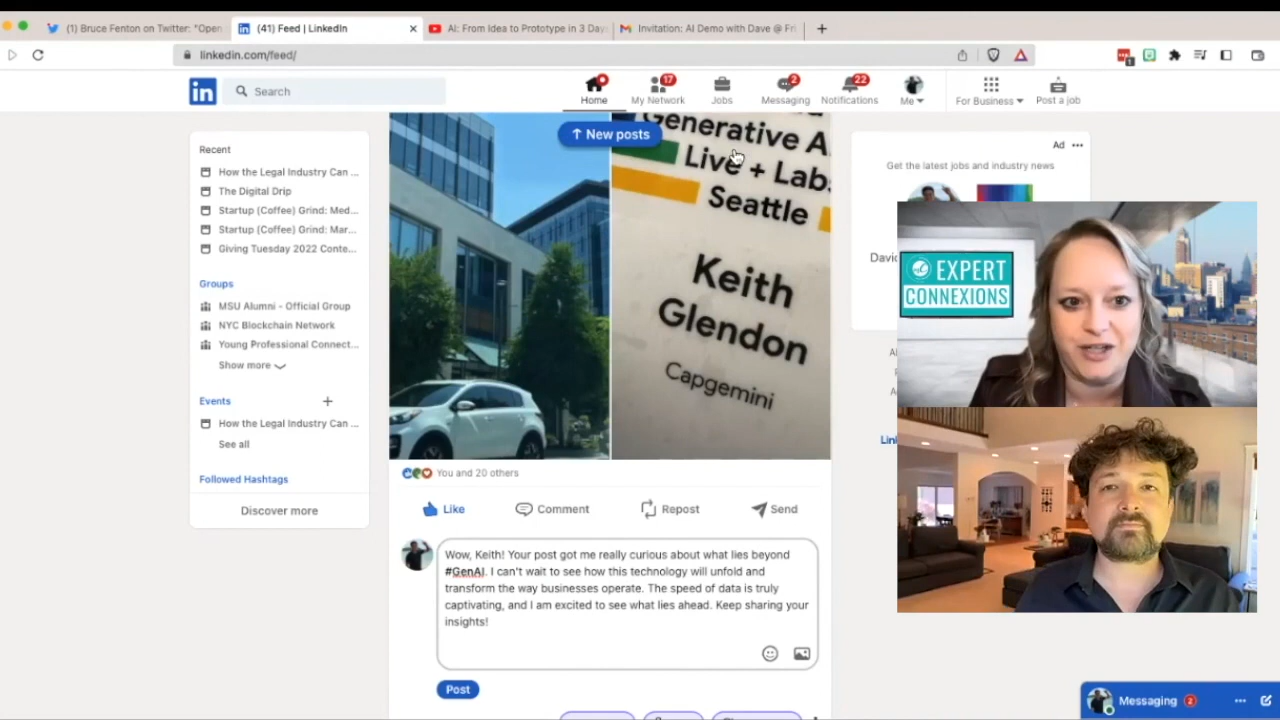 (1) Bruce Fenton on Twitter: "Open
(41) Feed | LinkedIn
AI: From Idea to Prototype in 3 Days
Invitation: AI Demo with Dave @ Fri
linkedin.com/feed/
1
in
Search
Home
17
My Network
Jobs
2
Messaging
22
Notifications
Me
For Business
Post a job
Recent
How the Legal Industry Can ...
The Digital Drip
Startup (Coffee) Grind: Med...
Startup (Coffee) Grind: Mar...
Giving Tuesday 2022 Conte...
Groups
MSU Alumni - Official Group
NYC Blockchain Network
Young Professional Connect...
Show more
Events
How the Legal Industry Can ...
See all
Followed Hashtags
Discover more
New posts
Generative A
Live + Lab
Seattle
Keith
Glendon
Capgemini
You and 20 others
Like
Comment
Repost
Send
Wow, Keith! Your post got me really curious about what lies beyond
#GenAI. I can't wait to see how this technology will unfold and
transform the way businesses operate. The speed of data is truly
captivating, and I am excited to see what lies ahead. Keep sharing your
insights!
Post
Ad
Get the latest jobs and industry news
EXPERT
CONNEXIONS
Messaging 2